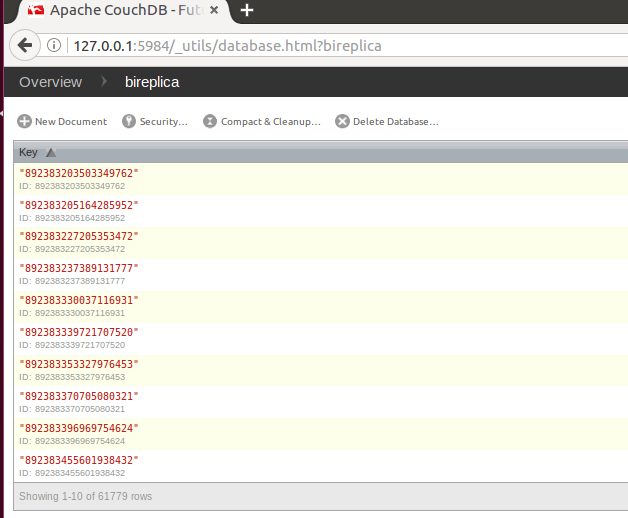 Apache CouchDB - Fut
127.0.0.1:5984/_utils/database.html?bireplica
Overview bireplica
New Document Security... Compact & Cleanup... Delete Database...
Key
"892383203503349762"
ID: 892383203503349762
"892383205164285952"
ID: 892383205164285952
"892383227205353472"
ID: 892383227205353472
"892383237389131777"
ID: 892383237389131777
"892383330037116931"
ID: 892383330037116931
"892383339721707520"
ID: 892383339721707520
"892383353327976453"
ID: 892383353327976453
"892383370705080321"
ID: 892383370705080321
"892383396969754624"
ID: 892383396969754624
"892383455601938432"
ID: 892383455601938432
Showing 1-10 of 61779 rows